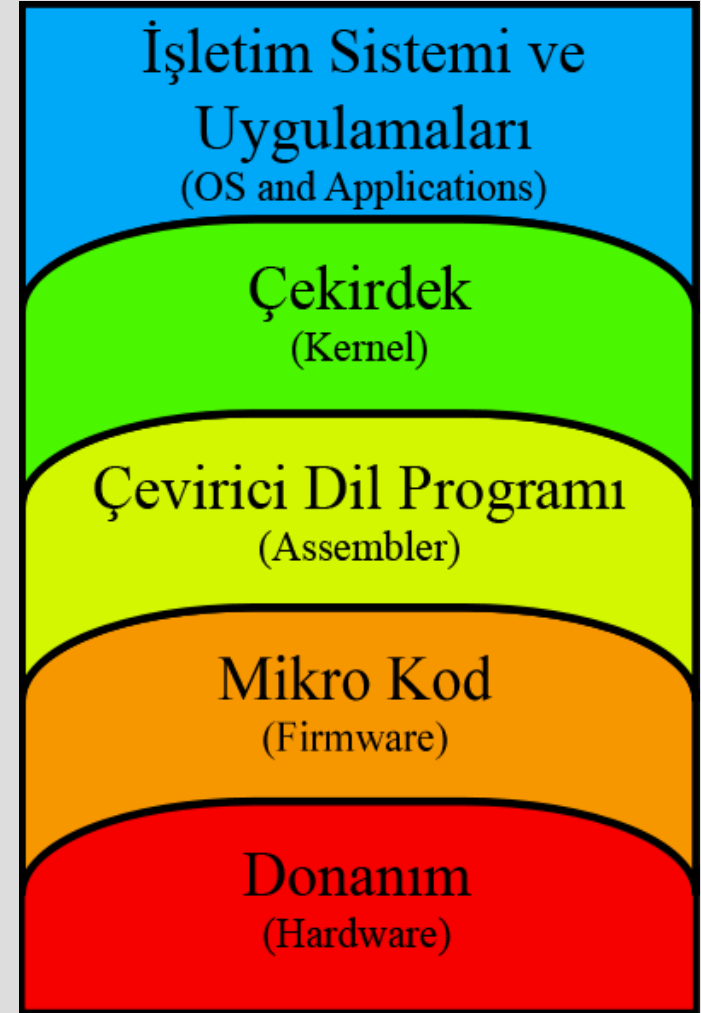 İşletim Sistemi ve
Uygulamaları
(OS and Applications)
Çekirdek
(Kernel)
Çevirici Dil Programı
(Assembler)
Mikro Kod
(Firmware)
Donanım
(Hardware)